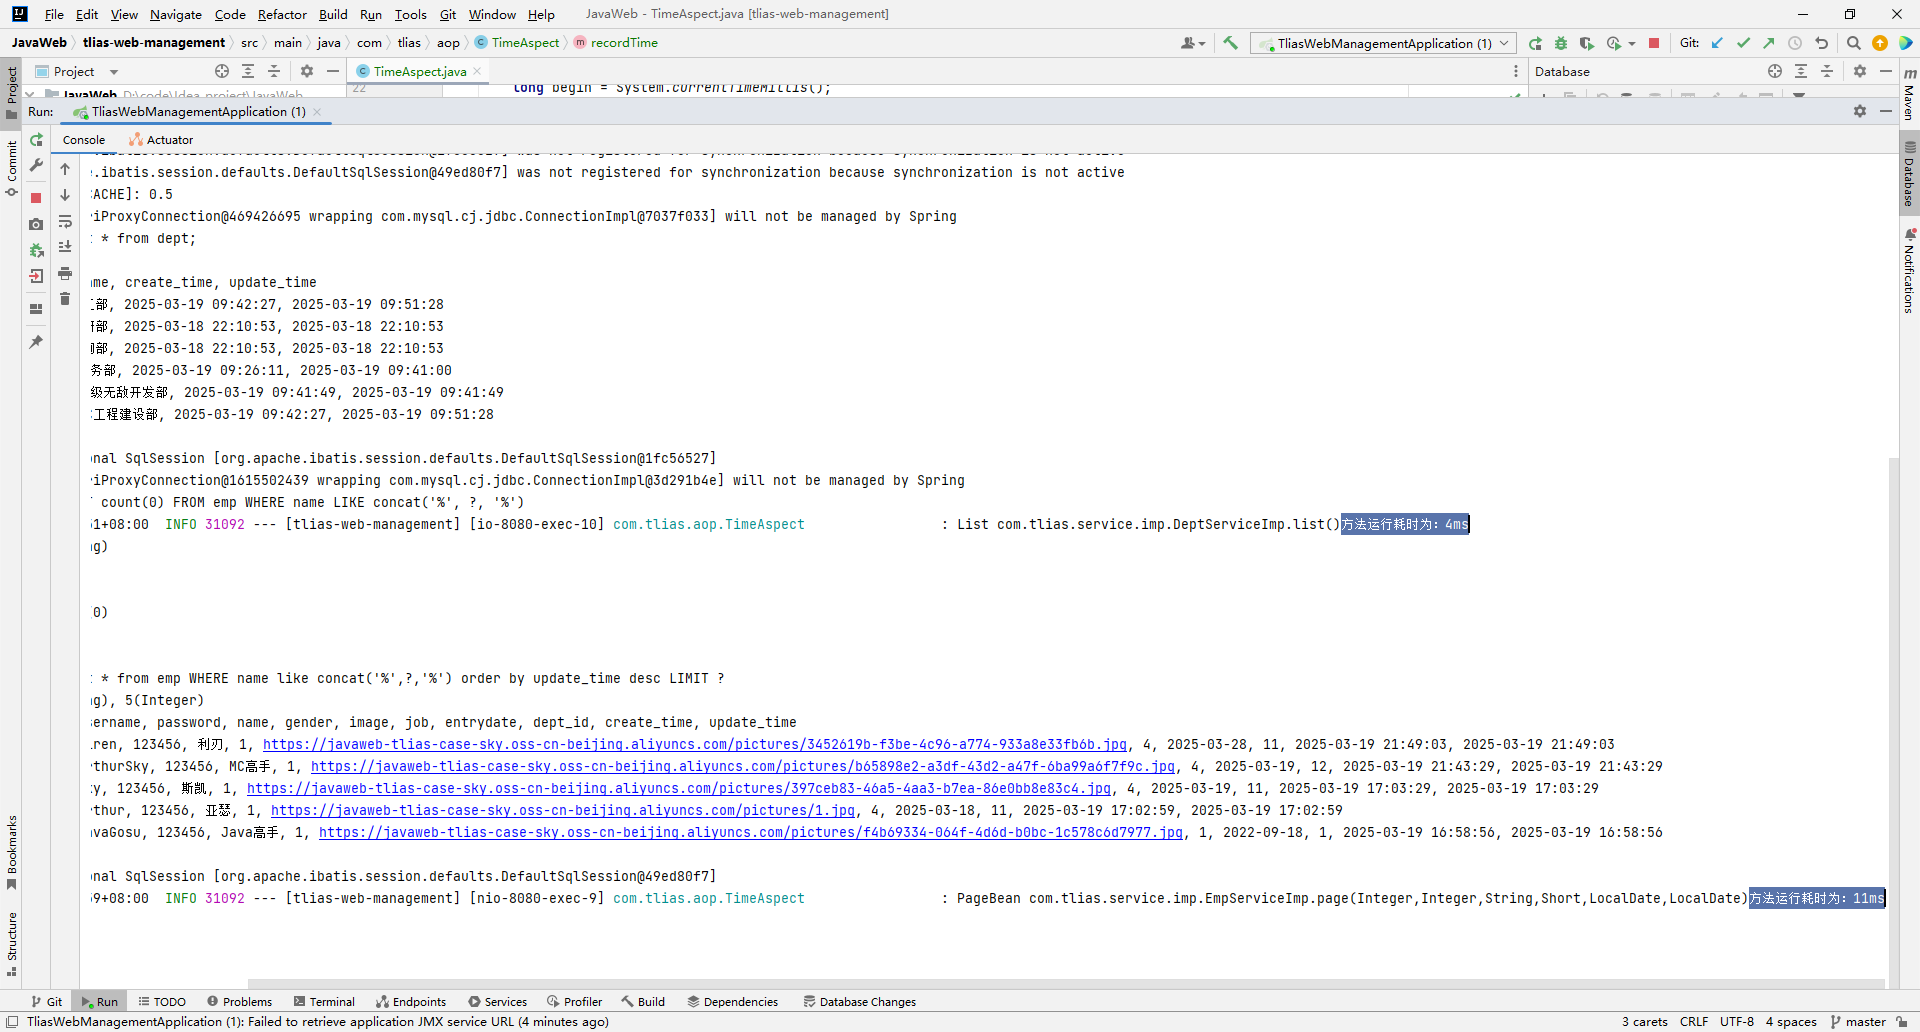 File Edit View Navigate Code Refactor Build Run Tools Git Window Help JavaWeb - TimeAspect.java [tlias-web-management]
JavaWeb tlias-web-management src main java com tlias aop TimeAspect recordTime TliasWebManagementApplication (1) Git:
Project TimeAspect.java Database
JavaWeb D:\code\Idea_project\JavaWeb 22 long begin = System.currentTimeMillis();
Run: TliasWebManagementApplication (1)
Console Actuator
.ibatis.session.defaults.DefaultSqlSession@49ed80f7] was not registered for synchronization because synchronization is not active
CACHE]: 0.5
iProxyConnection@469426695 wrapping com.mysql.cj.jdbc.ConnectionImpl@7037f033] will not be managed by Spring
* from dept;
me, create_time, update_time
部, 2025-03-19 09:42:27, 2025-03-19 09:51:28
部, 2025-03-18 22:10:53, 2025-03-18 22:10:53
部, 2025-03-18 22:10:53, 2025-03-18 22:10:53
务部, 2025-03-19 09:26:11, 2025-03-19 09:41:00
级无敌开发部, 2025-03-19 09:41:49, 2025-03-19 09:41:49
工程建设部, 2025-03-19 09:42:27, 2025-03-19 09:51:28
nal SqlSession [org.apache.ibatis.session.defaults.DefaultSqlSession@1fc56527]
iProxyConnection@1615502439 wrapping com.mysql.cj.jdbc.ConnectionImpl@3d291b4e] will not be managed by Spring
count(0) FROM emp WHERE name LIKE concat('%', ?, '%')
51+08:00 INFO 31092 --- [tlias-web-management] [io-8080-exec-10] com.tlias.aop.TimeAspect : List com.tlias.service.imp.DeptServiceImp.list()方法运行耗时为: 4ms
ng)
0)
* from emp WHERE name like concat('%',?,'%') order by update_time desc LIMIT ?
ng), 5(Integer)
sername, password, name, gender, image, job, entrydate, dept_id, create_time, update_time
ren, 123456, 利刃, 1, https://javaweb-tlias-case-sky.oss-cn-beijing.aliyuncs.com/pictures/3452619b-f3be-4c96-a774-933a8e33fb6b.jpg, 4, 2025-03-28, 11, 2025-03-19 21:49:03, 2025-03-19 21:49:03
rthurSky, 123456, MC高手, 1, https://javaweb-tlias-case-sky.oss-cn-beijing.aliyuncs.com/pictures/b65898e2-a3df-43d2-a47f-6ba99a6f7f9c.jpg, 4, 2025-03-19, 12, 2025-03-19 21:43:29, 2025-03-19 21:43:29
y, 123456, 斯凯, 1, https://javaweb-tlias-case-sky.oss-cn-beijing.aliyuncs.com/pictures/397ceb83-46a5-4aa3-b7ea-86e0bb8e83c4.jpg, 4, 2025-03-19, 11, 2025-03-19 17:03:29, 2025-03-19 17:03:29
rthur, 123456, 亚瑟, 1, https://javaweb-tlias-case-sky.oss-cn-beijing.aliyuncs.com/pictures/1.jpg, 4, 2025-03-18, 11, 2025-03-19 17:02:59, 2025-03-19 17:02:59
avaGosu, 123456, Java高手, 1, https://javaweb-tlias-case-sky.oss-cn-beijing.aliyuncs.com/pictures/f4b69334-064f-4d6d-b0bc-1c578c6d7977.jpg, 1, 2022-09-18, 1, 2025-03-19 16:58:56, 2025-03-19 16:58:56
nal SqlSession [org.apache.ibatis.session.defaults.DefaultSqlSession@49ed80f7]
59+08:00 INFO 31092 --- [tlias-web-management] [nio-8080-exec-9] com.tlias.aop.TimeAspect : PageBean com.tlias.service.imp.EmpServiceImp.page(Integer,Integer,String,Short,LocalDate,LocalDate)方法运行耗时为: 11ms
Git Run TODO Problems Terminal Endpoints Services Profiler Build Dependencies Database Changes
TliasWebManagementApplication (1): Failed to retrieve application JMX service URL (4 minutes ago) 3 carets CRLF UTF-8 4 spaces master
Project
Commit
Bookmarks
Structure
Maven
Database
Notifications